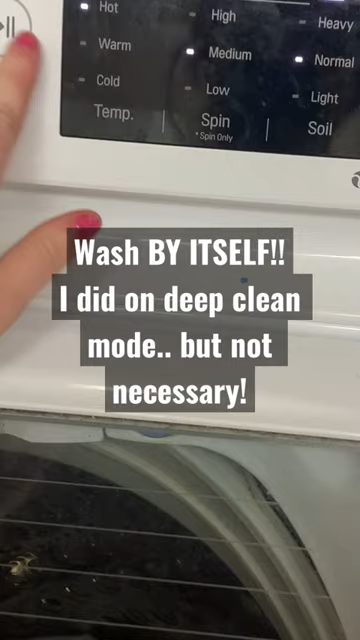 Hot High Heavy
Warm Medium Normal
Cold Low Light
Temp. Spin Soil
*Spin Only
Wash BY ITSELF!!
I did on deep clean
mode.. but not
necessary!